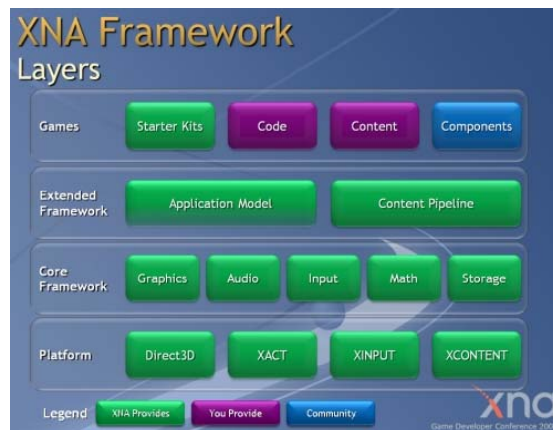 XNA Framework
Layers
Games
Starter Kits
Code
Content
Components
Extended
Framework
Application Model
Content Pipeline
Core
Framework
Graphics
Audio
Input
Math
Storage
Platform
Direct3D
XACT
XINPUT
XCONTENT
Legend
XNA Provides
You Provide
Community
xna
Game Developer Conference